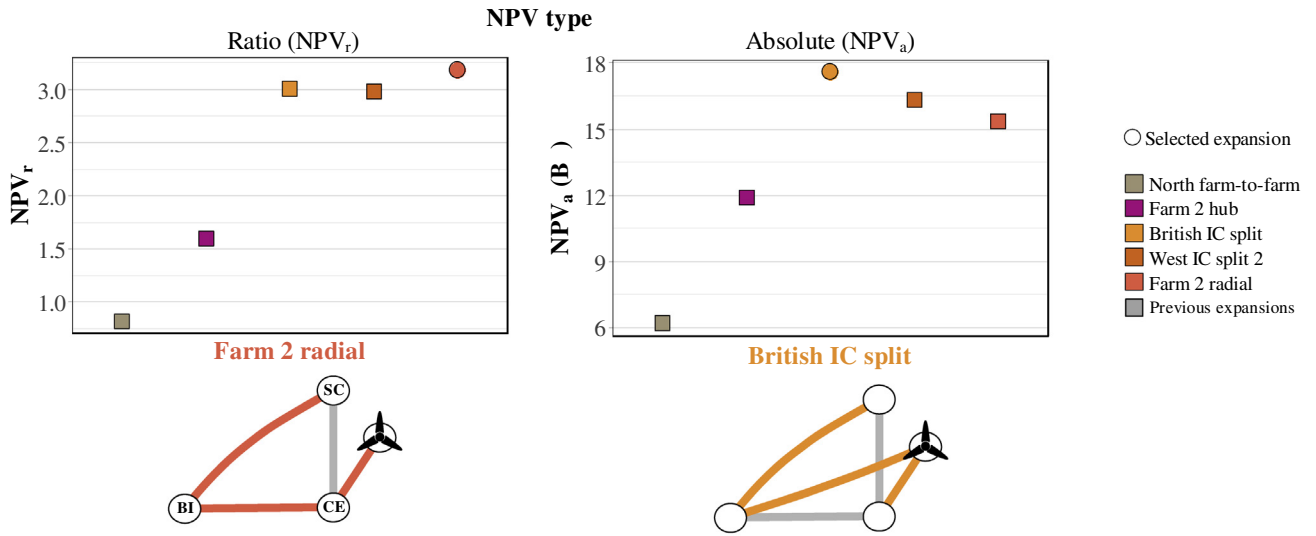 NPV type
Ratio (NPVr)
NPVr
3.0
2.5
2.0
1.5
1.0
Absolute (NPVa)
NPVa (B )
18
15
12
9
6
Selected expansion
North farm-to-farm
Farm 2 hub
British IC split
West IC split 2
Farm 2 radial
Previous expansions
Farm 2 radial
SC
BI
CE
British IC split